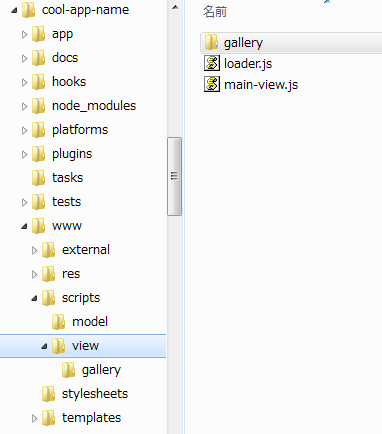 cool-app-name
app
docs
hooks
node_modules
platforms
plugins
tasks
tests
www
external
res
scripts
model
view
gallery
stylesheets
templates
名前
gallery
loader.js
main-view.js